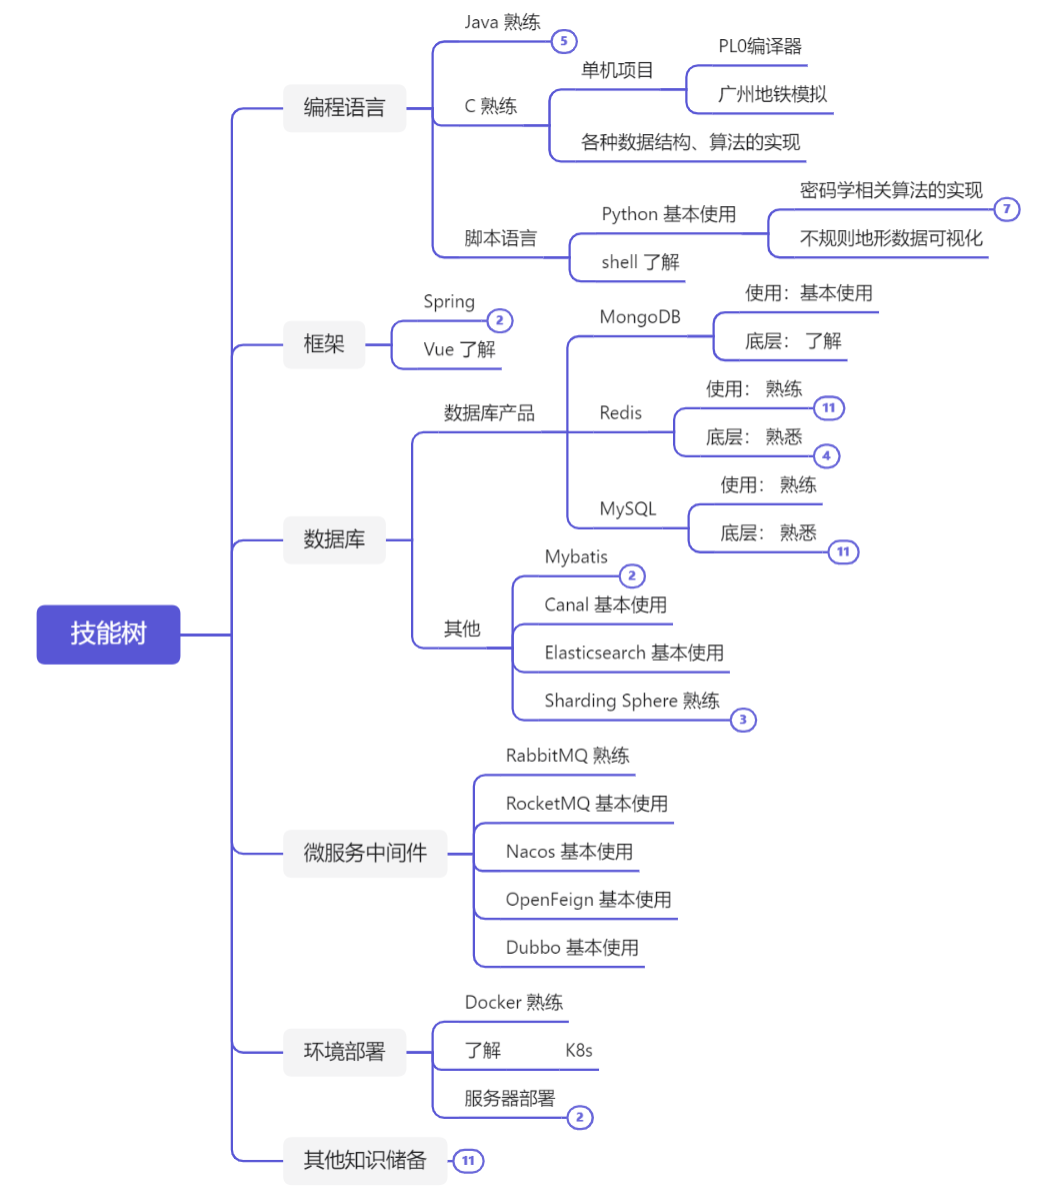 技能树
编程语言
Java 熟练
5
C 熟练
单机项目
PL0编译器
广州地铁模拟
各种数据结构、算法的实现
脚本语言
Python 基本使用
密码学相关算法的实现
7
不规则地形数据可视化
shell 了解
框架
Spring
2
Vue 了解
数据库
数据库产品
MongoDB
使用：基本使用
底层： 了解
Redis
使用： 熟练
11
底层： 熟悉
4
MySQL
使用： 熟练
底层： 熟悉
11
其他
Mybatis
2
Canal 基本使用
Elasticsearch 基本使用
Sharding Sphere 熟练
3
微服务中间件
RabbitMQ 熟练
RocketMQ 基本使用
Nacos 基本使用
OpenFeign 基本使用
Dubbo 基本使用
环境部署
Docker 熟练
了解
K8s
服务器部署
2
其他知识储备
11